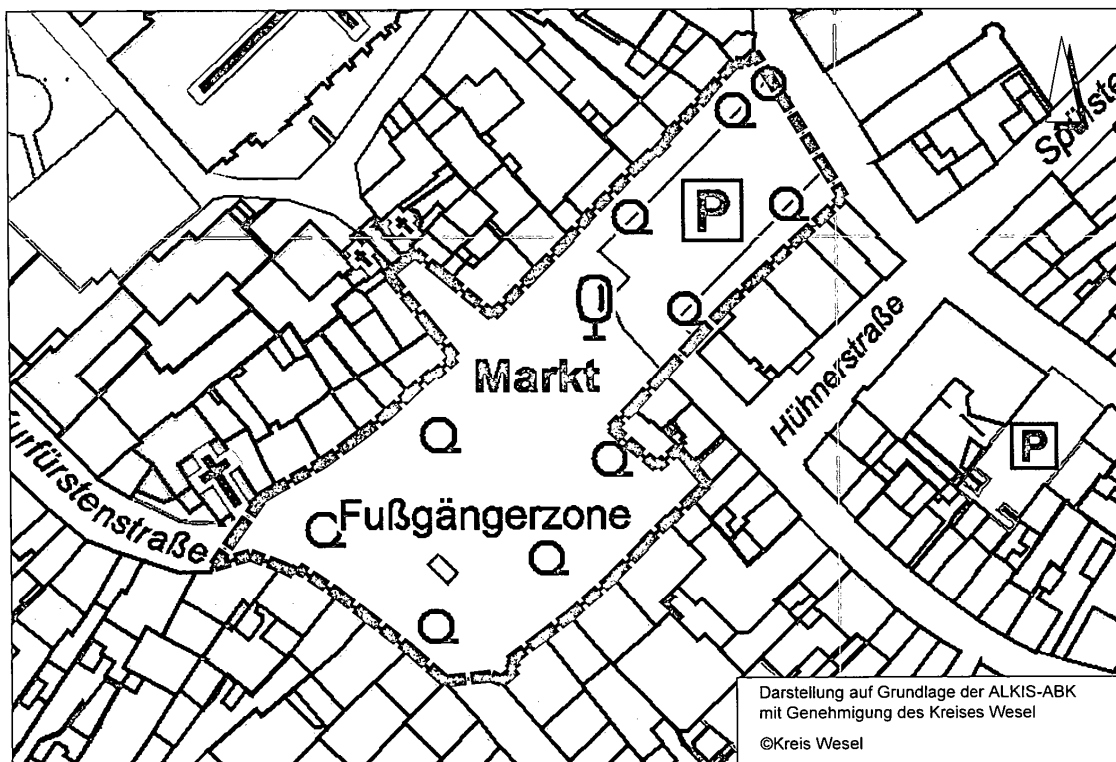 P
Markt
Hühnerstraße
P
Fußgängerzone
Darstellung auf Grundlage der ALKIS-ABK
mit Genehmigung des Kreises Wesel
©Kreis Wesel